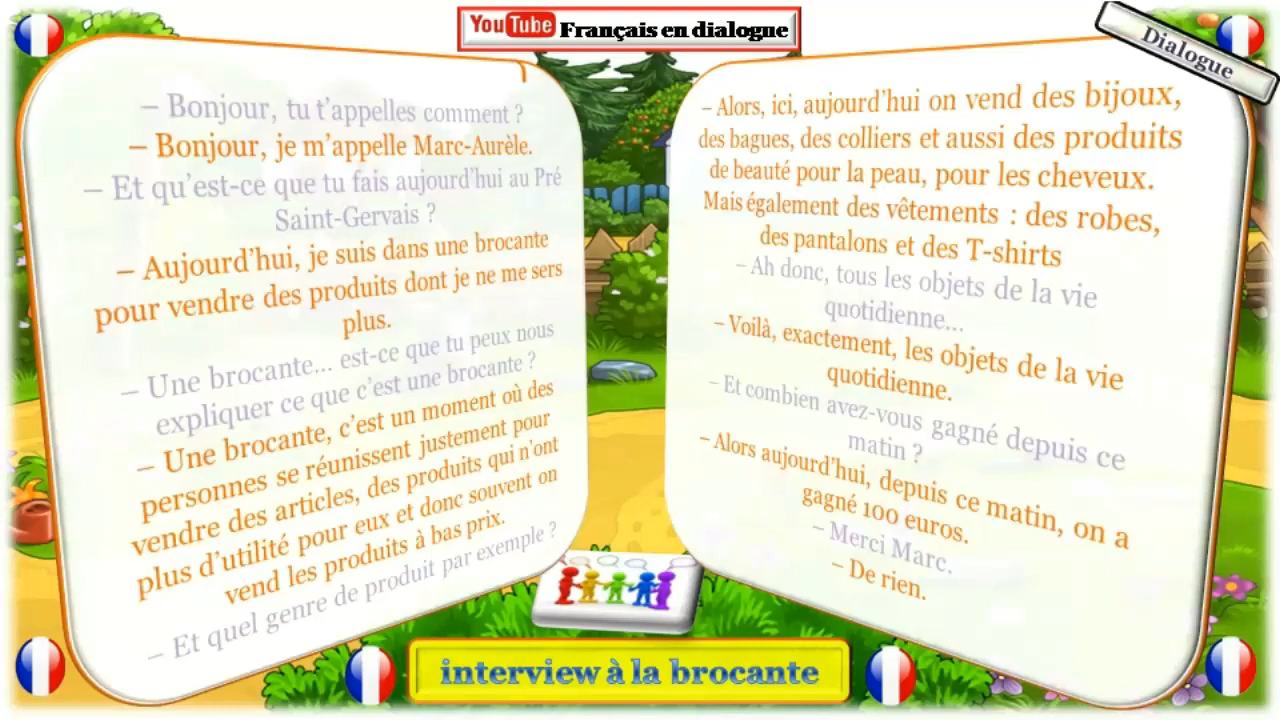 YouTube Français en dialogue
Dialogue
– Bonjour, tu t'appelles comment ?
– Bonjour, je m'appelle Marc-Aurèle.
– Et qu'est-ce que tu fais aujourd'hui au Pré
Saint-Gervais ?
– Aujourd'hui, je suis dans une brocante
pour vendre des produits dont je ne me sers
plus.
– Une brocante... est-ce que tu peux nous
expliquer ce que c'est une brocante ?
– Une brocante, c'est un moment où des
personnes se réunissent justement pour
vendre des articles, des produits qui n'ont
plus d'utilité pour eux et donc souvent on
vend les produits à bas prix.
– Et quel genre de produit par exemple ?
– Alors, ici, aujourd'hui on vend des bijoux,
des bagues, des colliers et aussi des produits
de beauté pour la peau, pour les cheveux.
Mais également des vêtements : des robes,
des pantalons et des T-shirts
– Ah donc, tous les objets de la vie
quotidienne...
– Voilà, exactement, les objets de la vie
quotidienne.
– Et combien avez-vous gagné depuis ce
matin ?
– Alors aujourd'hui, depuis ce matin, on a
gagné 100 euros.
– Merci Marc.
– De rien.
interview à la brocante